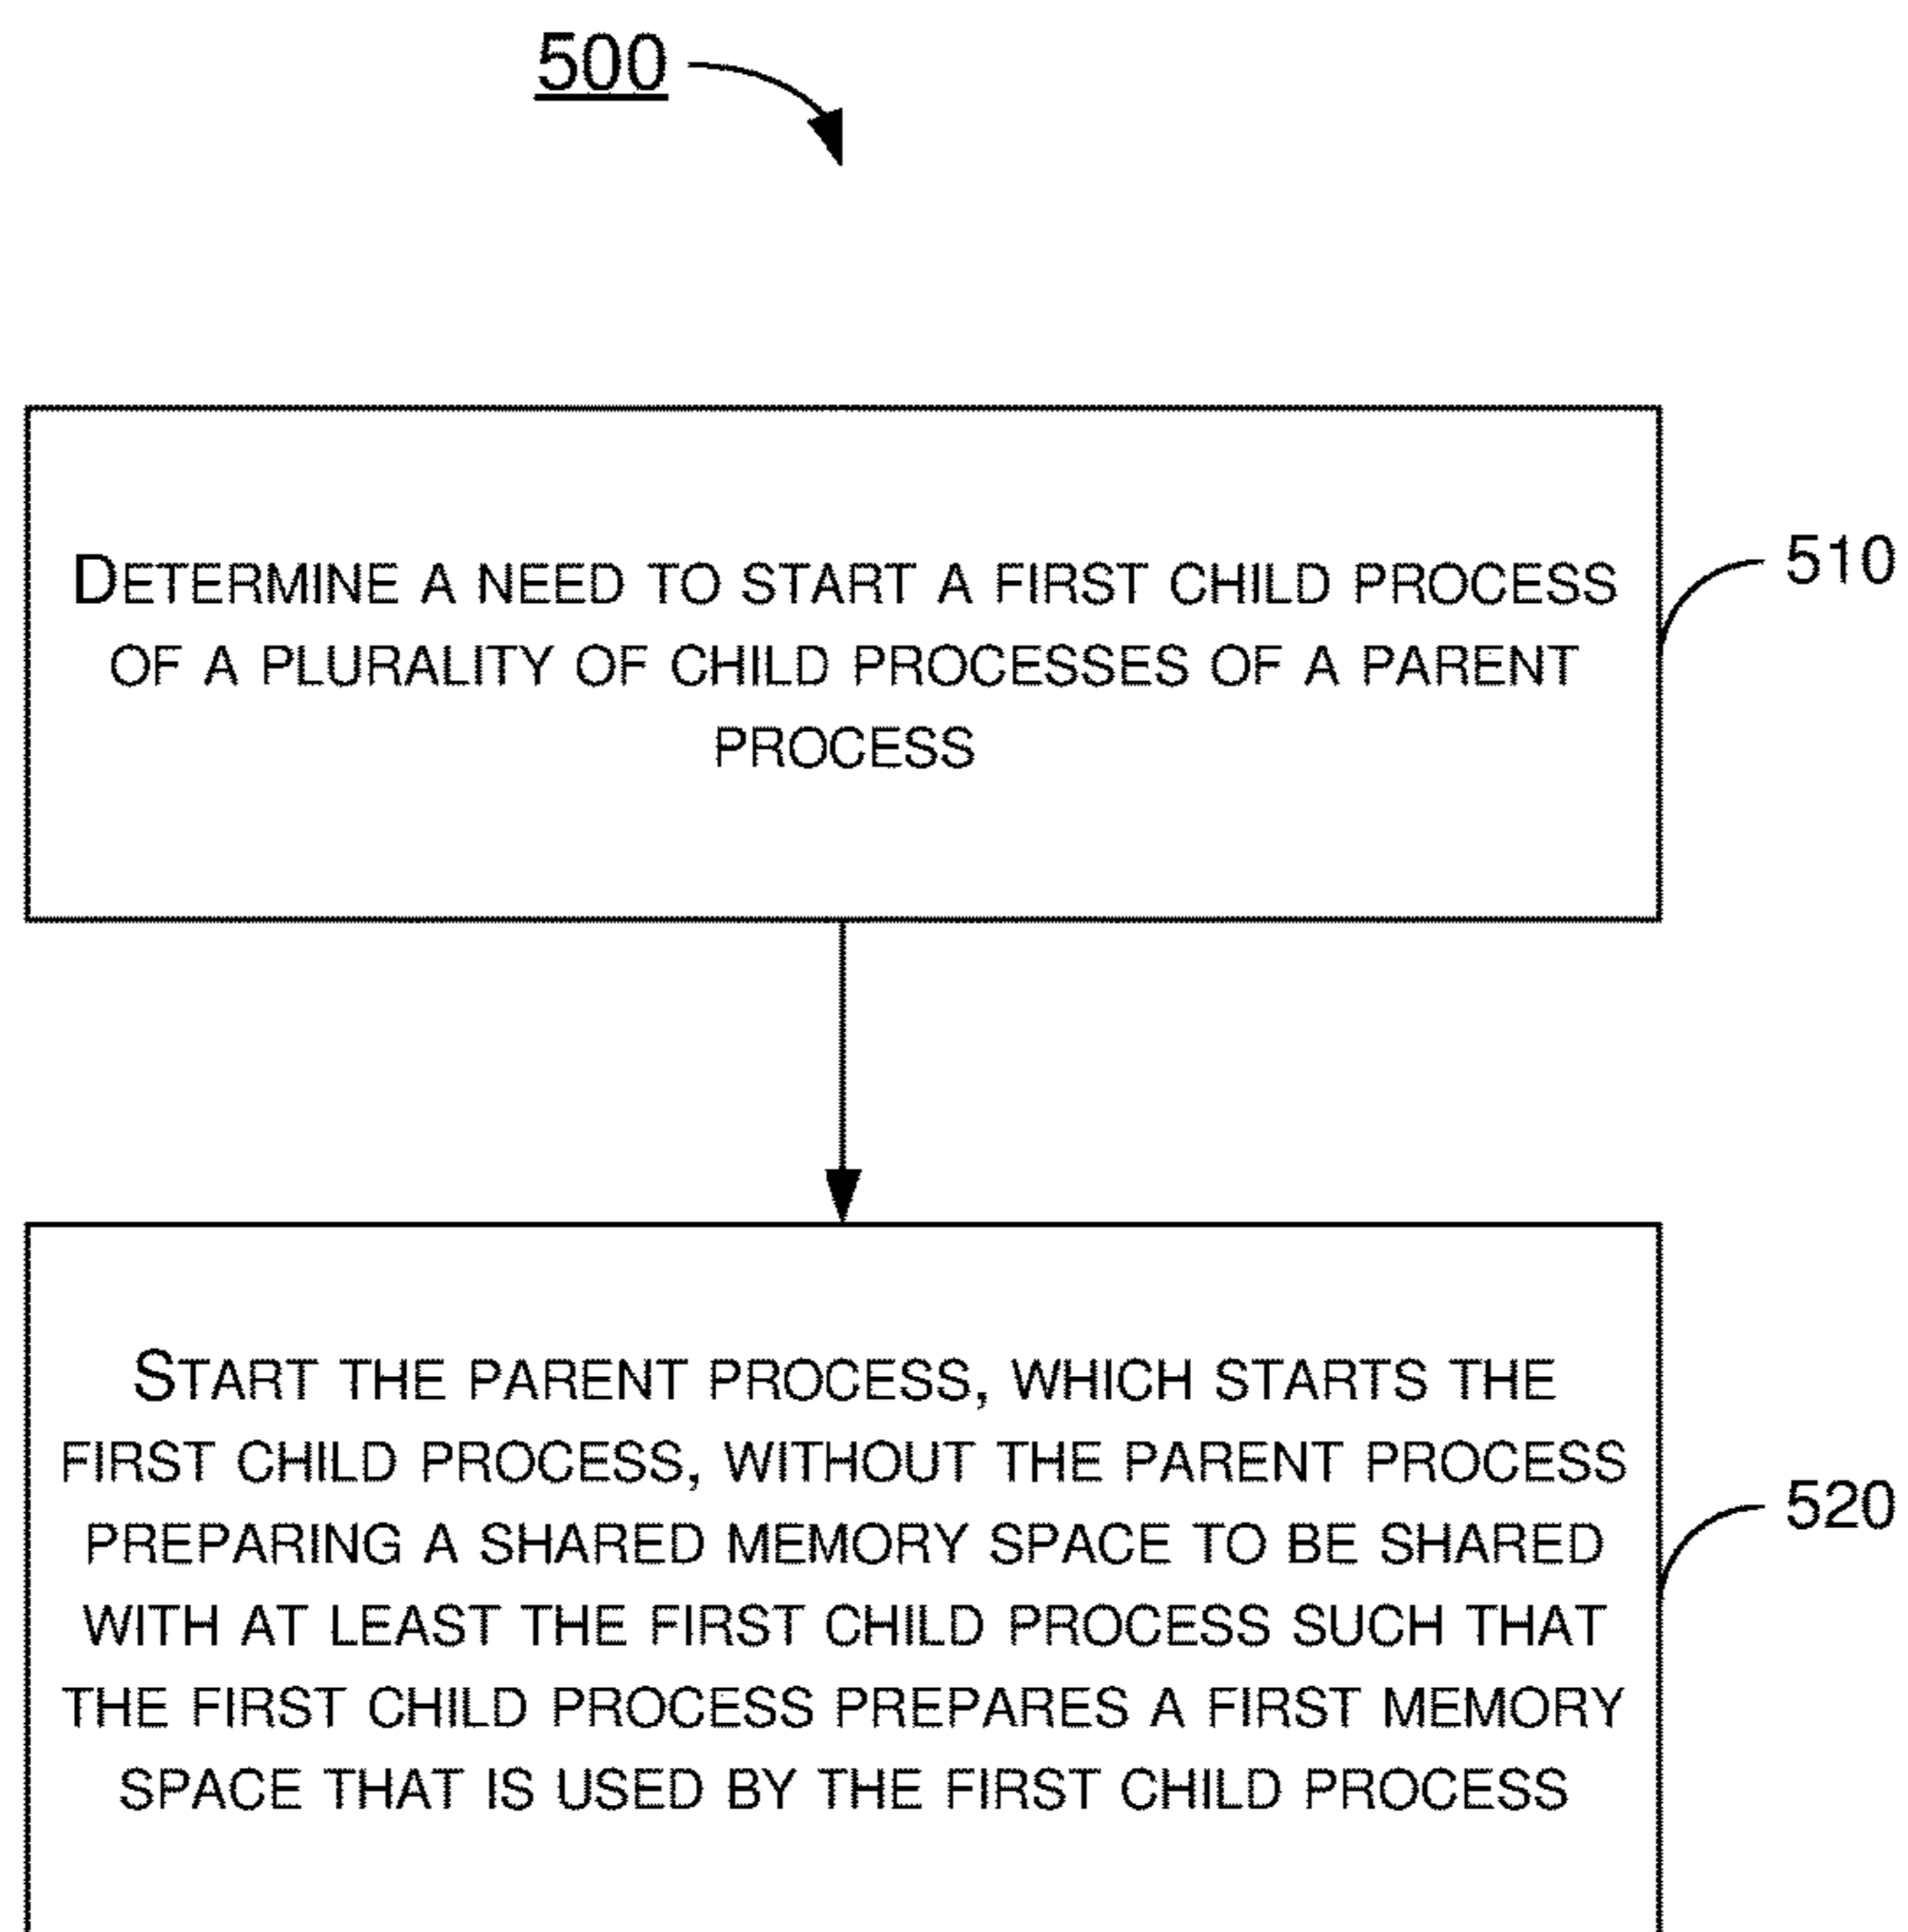 500
DETERMINE A NEED TO START A FIRST CHILD PROCESS
OF A PLURALITY OF CHILD PROCESSES OF A PARENT
PROCESS
510
START THE PARENT PROCESS, WHICH STARTS THE
FIRST CHILD PROCESS, WITHOUT THE PARENT PROCESS
PREPARING A SHARED MEMORY SPACE TO BE SHARED
WITH AT LEAST THE FIRST CHILD PROCESS SUCH THAT
THE FIRST CHILD PROCESS PREPARES A FIRST MEMORY
SPACE THAT IS USED BY THE FIRST CHILD PROCESS
520